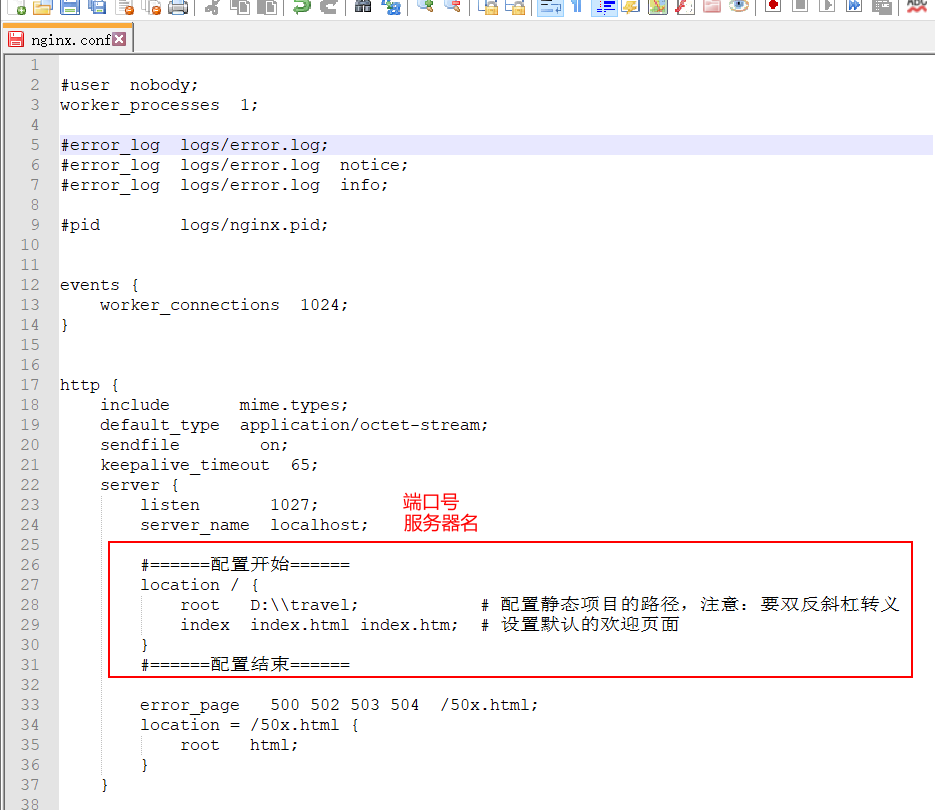 nginx.conf
1
2 #user  nobody;
3 worker_processes  1;
4
5 #error_log  logs/error.log;
6 #error_log  logs/error.log  notice;
7 #error_log  logs/error.log  info;
8
9 #pid        logs/nginx.pid;
10
11
12 events {
13     worker_connections  1024;
14 }
15
16
17 http {
18     include       mime.types;
19     default_type  application/octet-stream;
20     sendfile        on;
21     keepalive_timeout  65;
22     server {
23         listen       1027; 端口号
24         server_name  localhost; 服务器名
25
26         #======配置开始======
27         location / {
28             root   D:\\travel;            # 配置静态项目的路径，注意：要双反斜杠转义
29             index  index.html index.htm;  # 设置默认的欢迎页面
30         }
31         #======配置结束======
32
33         error_page   500 502 503 504  /50x.html;
34         location = /50x.html {
35             root   html;
36         }
37     }
38